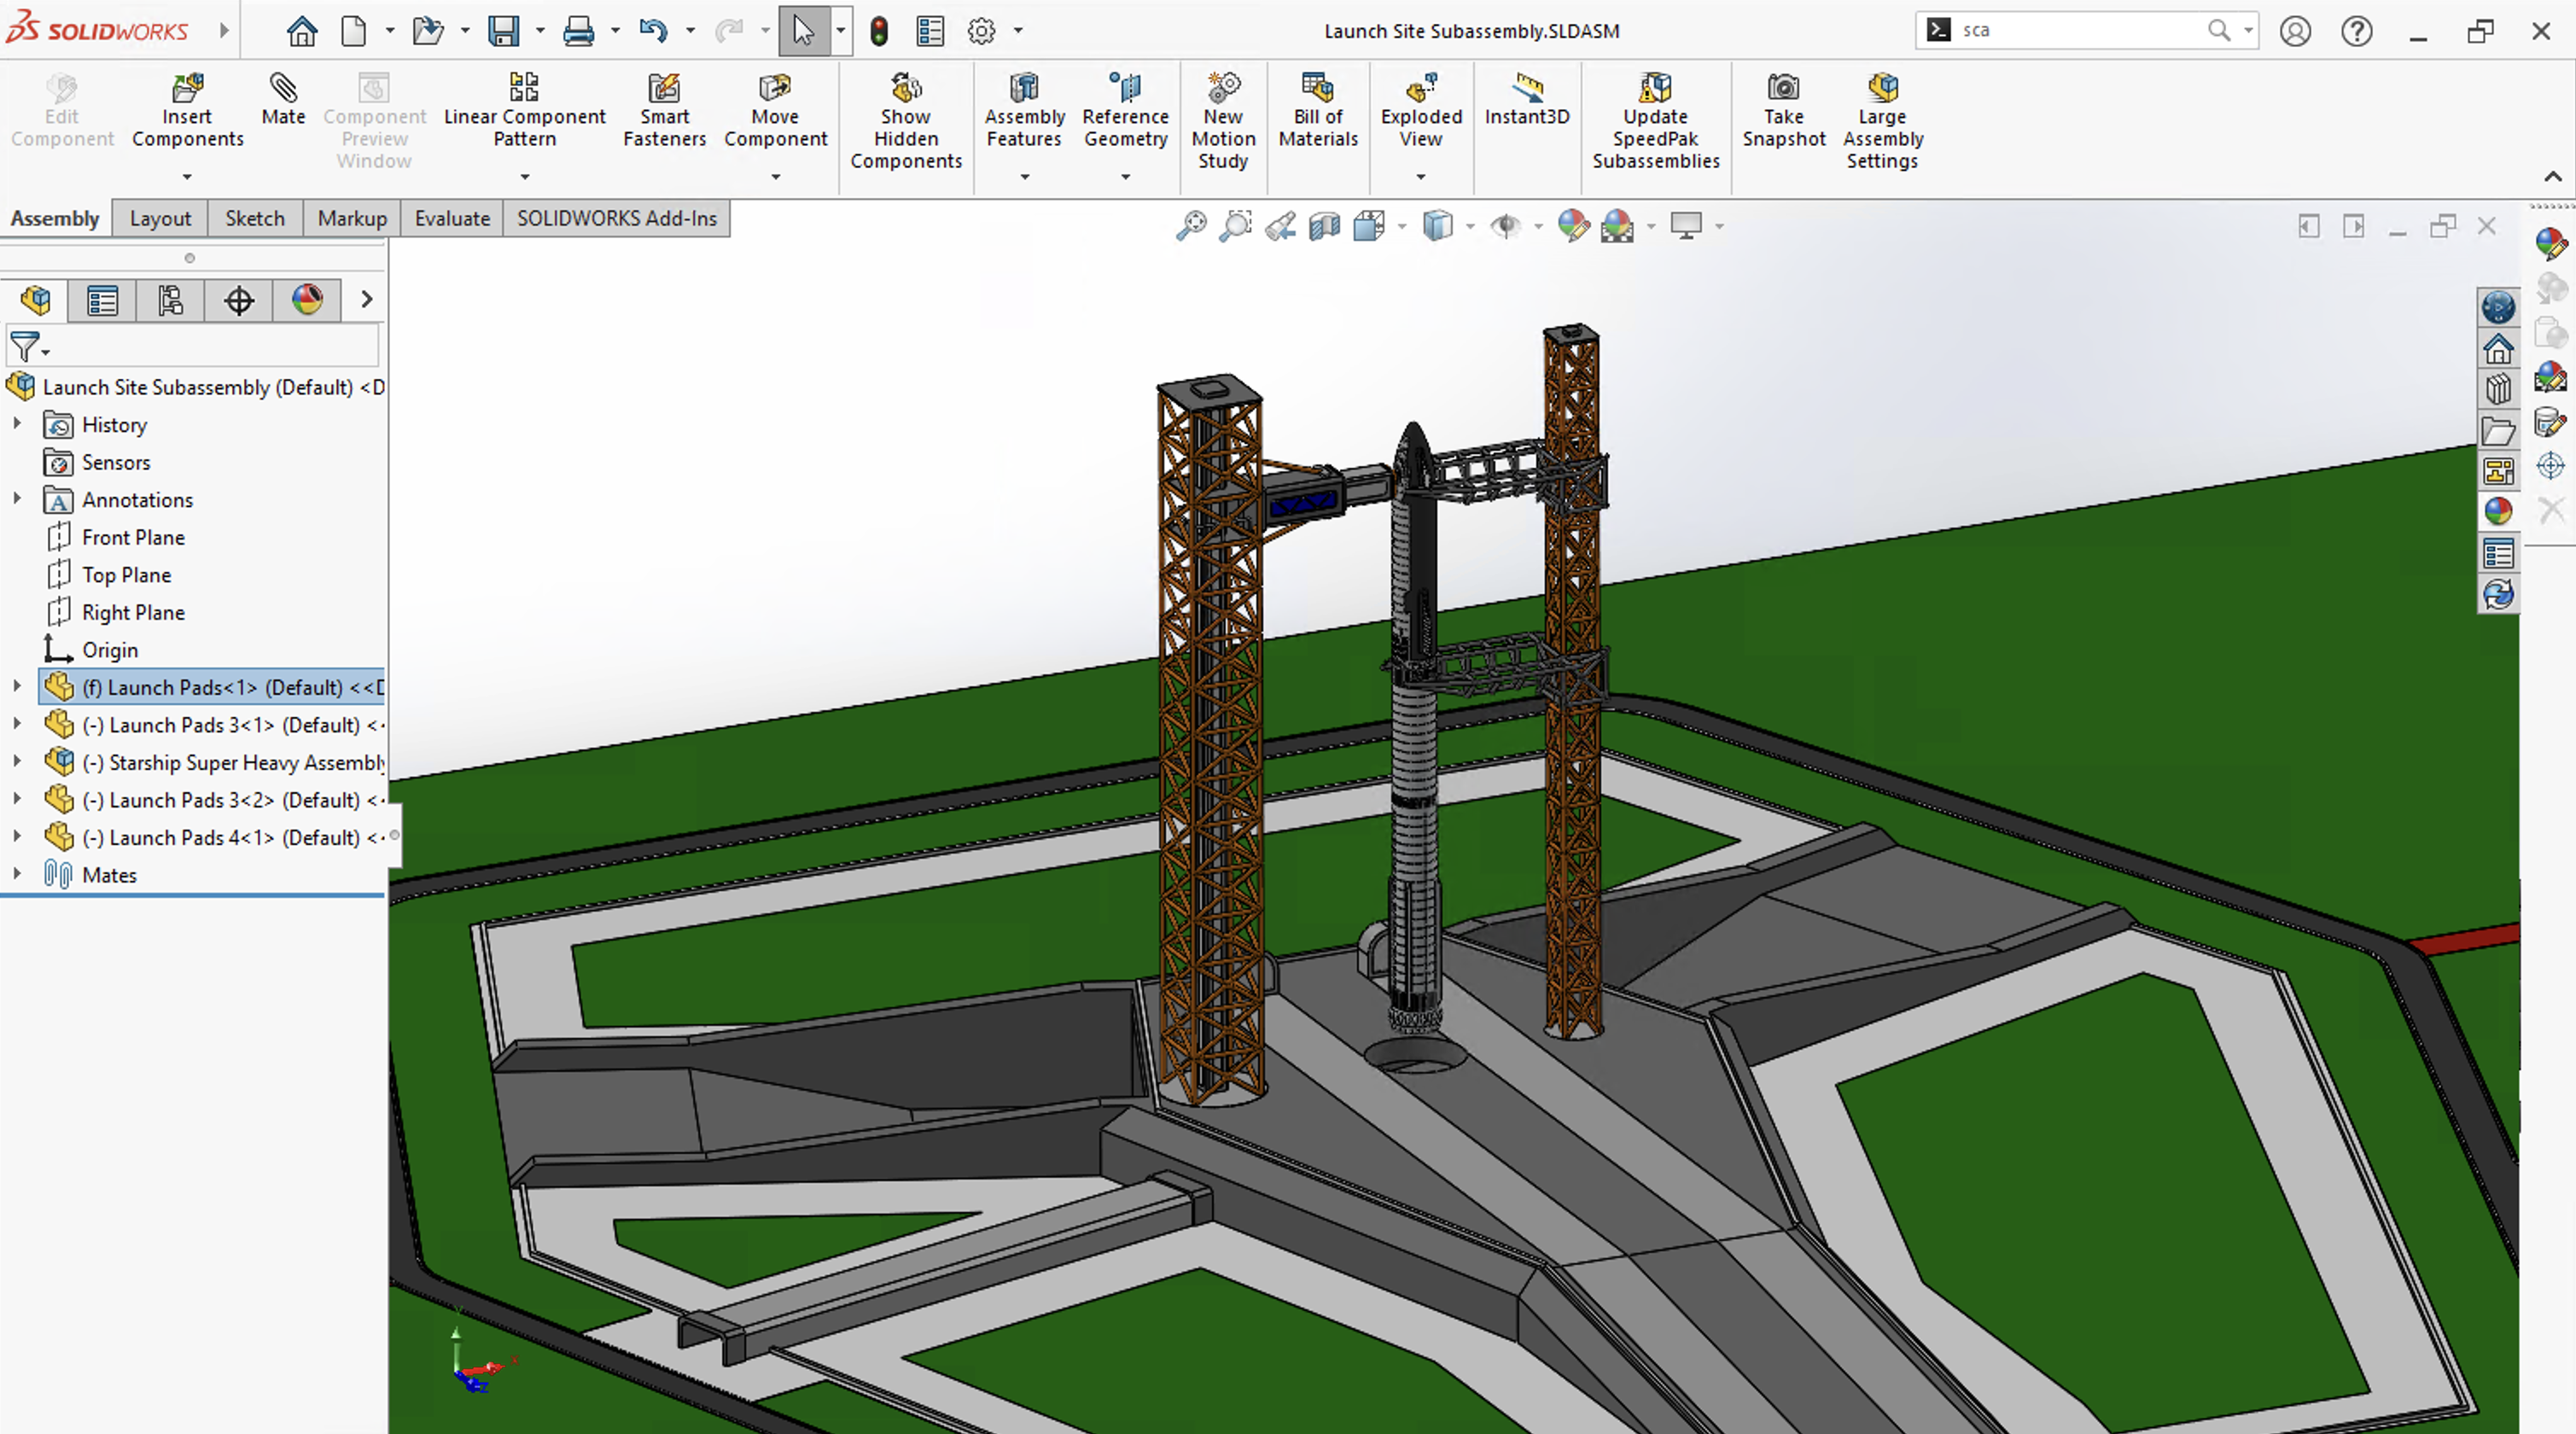 SOLIDWORKS
Launch Site Subassembly.SLDASM
sca
Edit
Component
Insert
Components
Mate
Component
Preview
Window
Linear Component
Pattern
Smart
Fasteners
Move
Component
Show
Hidden
Components
Assembly
Features
Reference
Geometry
New
Motion
Study
Bill of
Materials
Exploded
View
Instant3D
Update
SpeedPak
Subassemblies
Take
Snapshot
Large
Assembly
Settings
Assembly
Layout
Sketch
Markup
Evaluate
SOLIDWORKS Add-Ins
Launch Site Subassembly (Default) <D
History
Sensors
Annotations
Front Plane
Top Plane
Right Plane
Origin
(f) Launch Pads<1> (Default) <<D
(-) Launch Pads 3<1> (Default) <
(-) Starship Super Heavy Assembly
(-) Launch Pads 3<2> (Default) <
(-) Launch Pads 4<1> (Default) <
Mates
Y
X
Z